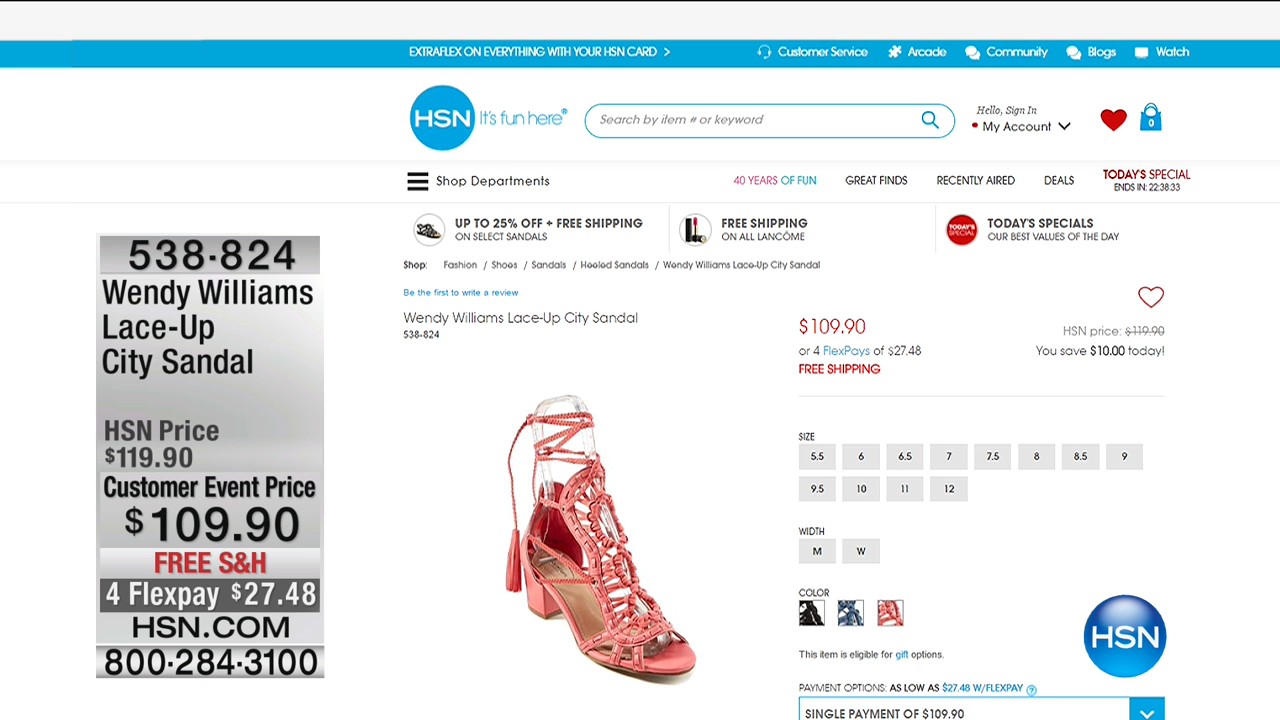 EXTRAFLEX ON EVERYTHING WITH YOUR HSN CARD >
Customer Service Arcade Community Blogs Watch
HSN It's fun here®
Search by item # or keyword
Hello, Sign In
My Account
0
Shop Departments
40 YEARS OF FUN GREAT FINDS RECENTLY AIRED DEALS
TODAY'S SPECIAL
ENDS IN: 22:38:33
UP TO 25% OFF + FREE SHIPPING
ON SELECT SANDALS
FREE SHIPPING
ON ALL LANCÔME
TODAY'S SPECIAL
TODAY'S SPECIALS
OUR BEST VALUES OF THE DAY
Shop: Fashion / Shoes / Sandals / Heeled Sandals / Wendy Williams Lace-Up City Sandal
538·824
Wendy Williams
Lace-Up
City Sandal
HSN Price
$119.90
Customer Event Price
$109.90
FREE S&H
4 Flexpay $27.48
HSN.COM
800·284·3100
Be the first to write a review
Wendy Williams Lace-Up City Sandal
538-824
$109.90
HSN price: $119.90
or 4 FlexPays of $27.48
You save $10.00 today!
FREE SHIPPING
SIZE
5.5 6 6.5 7 7.5 8 8.5 9
9.5 10 11 12
WIDTH
M W
COLOR
HSN
This item is eligible for gift options.
PAYMENT OPTIONS: AS LOW AS $27.48 W/FLEXPAY ?
SINGLE PAYMENT OF $109.90